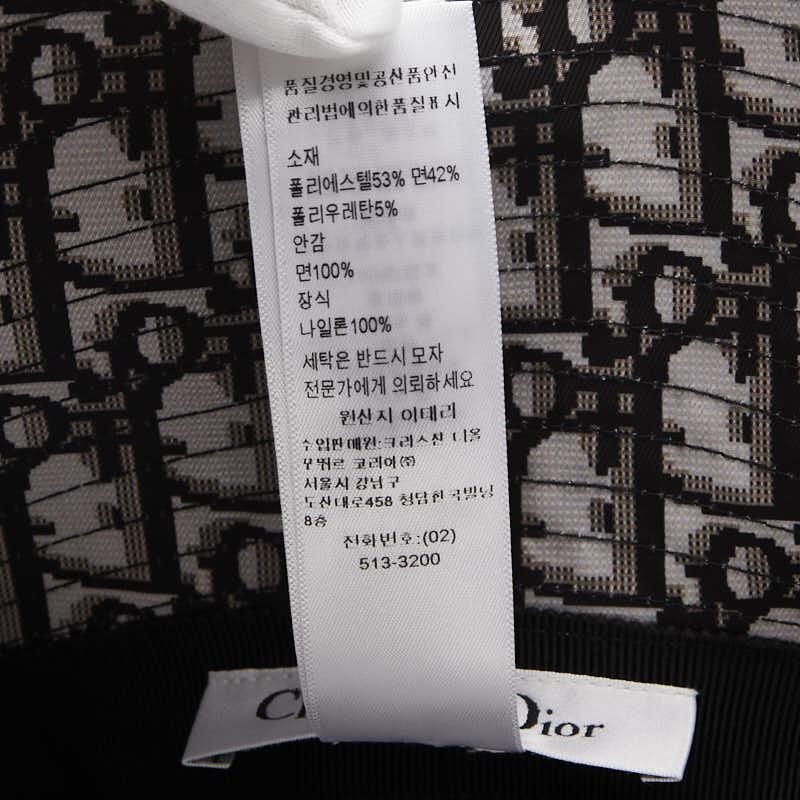 품질경영및공산품안전
관리법에의한품질표시
소재
폴리에스텔53% 면42%
폴리우레탄5%
안감
면100%
장식
나일론100%
세탁은 반드시 모자
전문가에게 의뢰하세요
원산지 이태리
수입판매원:크리스챤 디올
꾸뛰르 코리아㈜
서울시 강남구
도산대로458 청담한국빌딩
8층
전화번호:(02)
513-3200
Dior